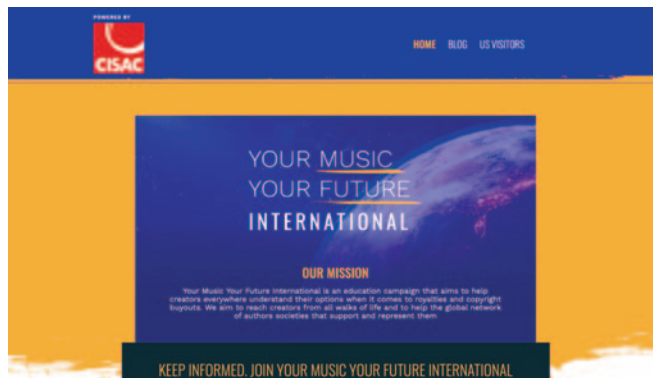 POWERED BY
CISAC
HOME BLOG US VISITORS
YOUR MUSIC
YOUR FUTURE
INTERNATIONAL
OUR MISSION
Your Music Your Future International is an education campaign that aims to help
creators everywhere understand their options when it comes to royalties and copyright
buyouts. We aim to reach creators from all walks of life and to help the global network
of authors societies that support and represent them
KEEP INFORMED. JOIN YOUR MUSIC YOUR FUTURE INTERNATIONAL